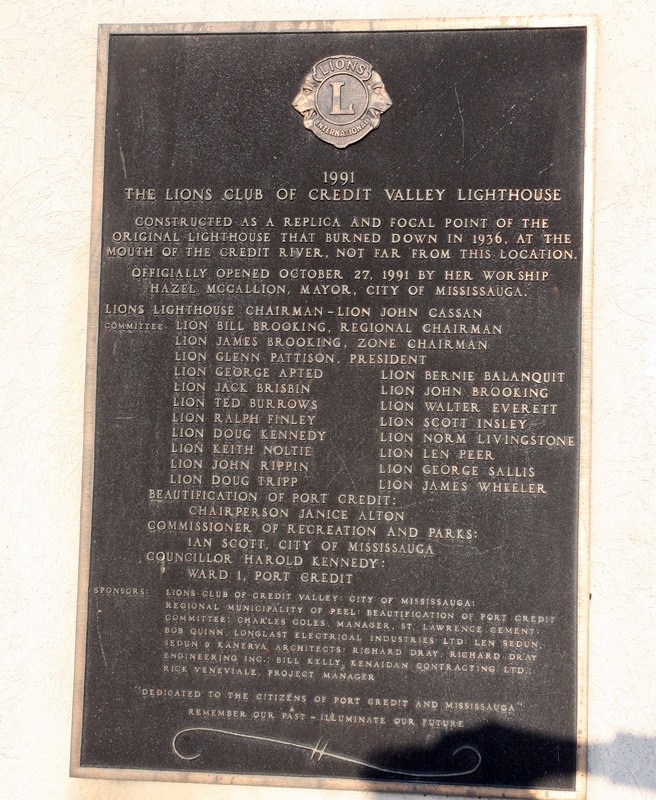 LIONS
L
INTERNATIONAL
1991
THE LIONS CLUB OF CREDIT VALLEY LIGHTHOUSE
CONSTRUCTED AS A REPLICA AND FOCAL POINT OF THE
ORIGINAL LIGHTHOUSE THAT BURNED DOWN IN 1936, AT THE
MOUTH OF THE CREDIT RIVER, NOT FAR FROM THIS LOCATION.
OFFICIALLY OPENED OCTOBER 27, 1991 BY HER WORSHIP
HAZEL MCCALLION, MAYOR, CITY OF MISSISSAUGA.
LIONS LIGHTHOUSE CHAIRMAN - LION JOHN CASSAN
COMMITTEE: LION BILL BROOKING, REGIONAL CHAIRMAN
LION JAMES BROOKING, ZONE CHAIRMAN
LION GLENN PATTISON, PRESIDENT
LION GEORGE APTED LION BERNIE BALANQUIT
LION JACK BRISBIN LION JOHN BROOKING
LION TED BURROWS LION WALTER EVERETT
LION RALPH FINLEY LION SCOTT INSLEY
LION DOUG KENNEDY LION NORM LIVINGSTONE
LION KEITH NOLTIE LION LEN PEER
LION JOHN RIPPIN LION GEORGE SALLIS
LION DOUG TRIPP LION JAMES WHEELER
BEAUTIFICATION OF PORT CREDIT:
CHAIRPERSON JANICE ALTON
COMMISSIONER OF RECREATION AND PARKS:
IAN SCOTT, CITY OF MISSISSAUGA
COUNCILLOR HAROLD KENNEDY:
WARD 1, PORT CREDIT
SPONSORS: LIONS CLUB OF CREDIT VALLEY; CITY OF MISSISSAUGA;
REGIONAL MUNICIPALITY OF PEEL; BEAUTIFICATION OF PORT CREDIT
COMMITTEE; CHARLES COLES, MANAGER, ST. LAWRENCE CEMENT;
BOB QUINN, LONGLAST ELECTRICAL INDUSTRIES LTD; LEN SEDUN,
SEDUN & KANERVA ARCHITECTS; RICHARD DRAY, RICHARD DRAY
ENGINEERING INC.; BILL KELLY, KENAIDAN CONTRACTING LTD.;
RICK VENEVIALE, PROJECT MANAGER
"DEDICATED TO THE CITIZENS OF PORT CREDIT AND MISSISSAUGA"
REMEMBER OUR PAST - ILLUMINATE OUR FUTURE